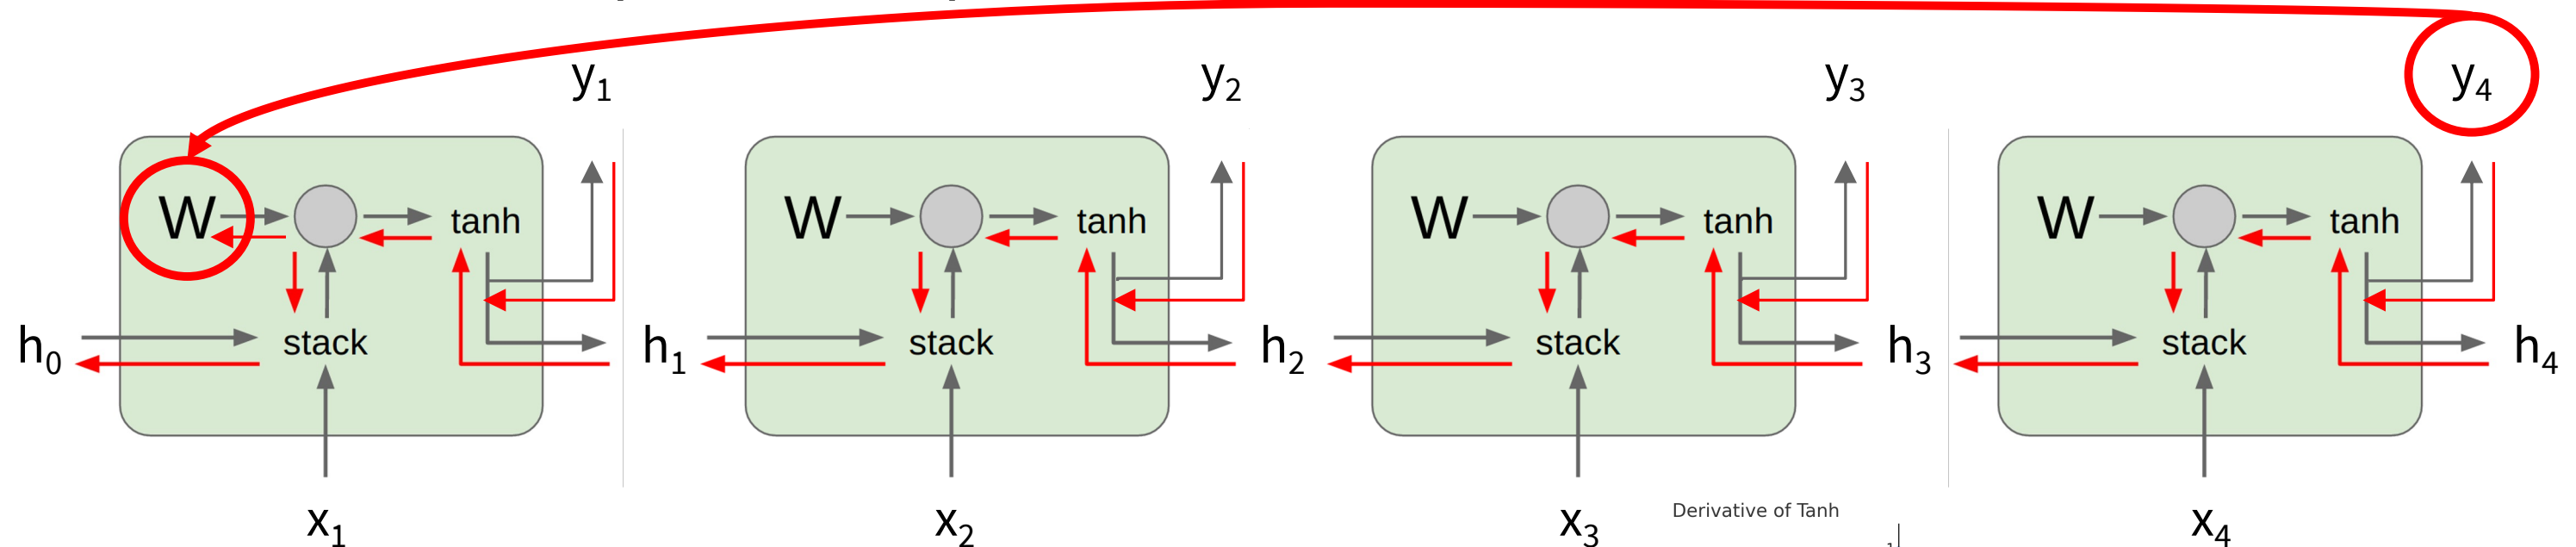 y₁ y₂ y₃ y₄
W tanh W tanh W tanh W tanh
h₀ stack h₁ stack h₂ stack h₃ stack h₄
x₁ x₂ x₃ x₄
Derivative of Tanh